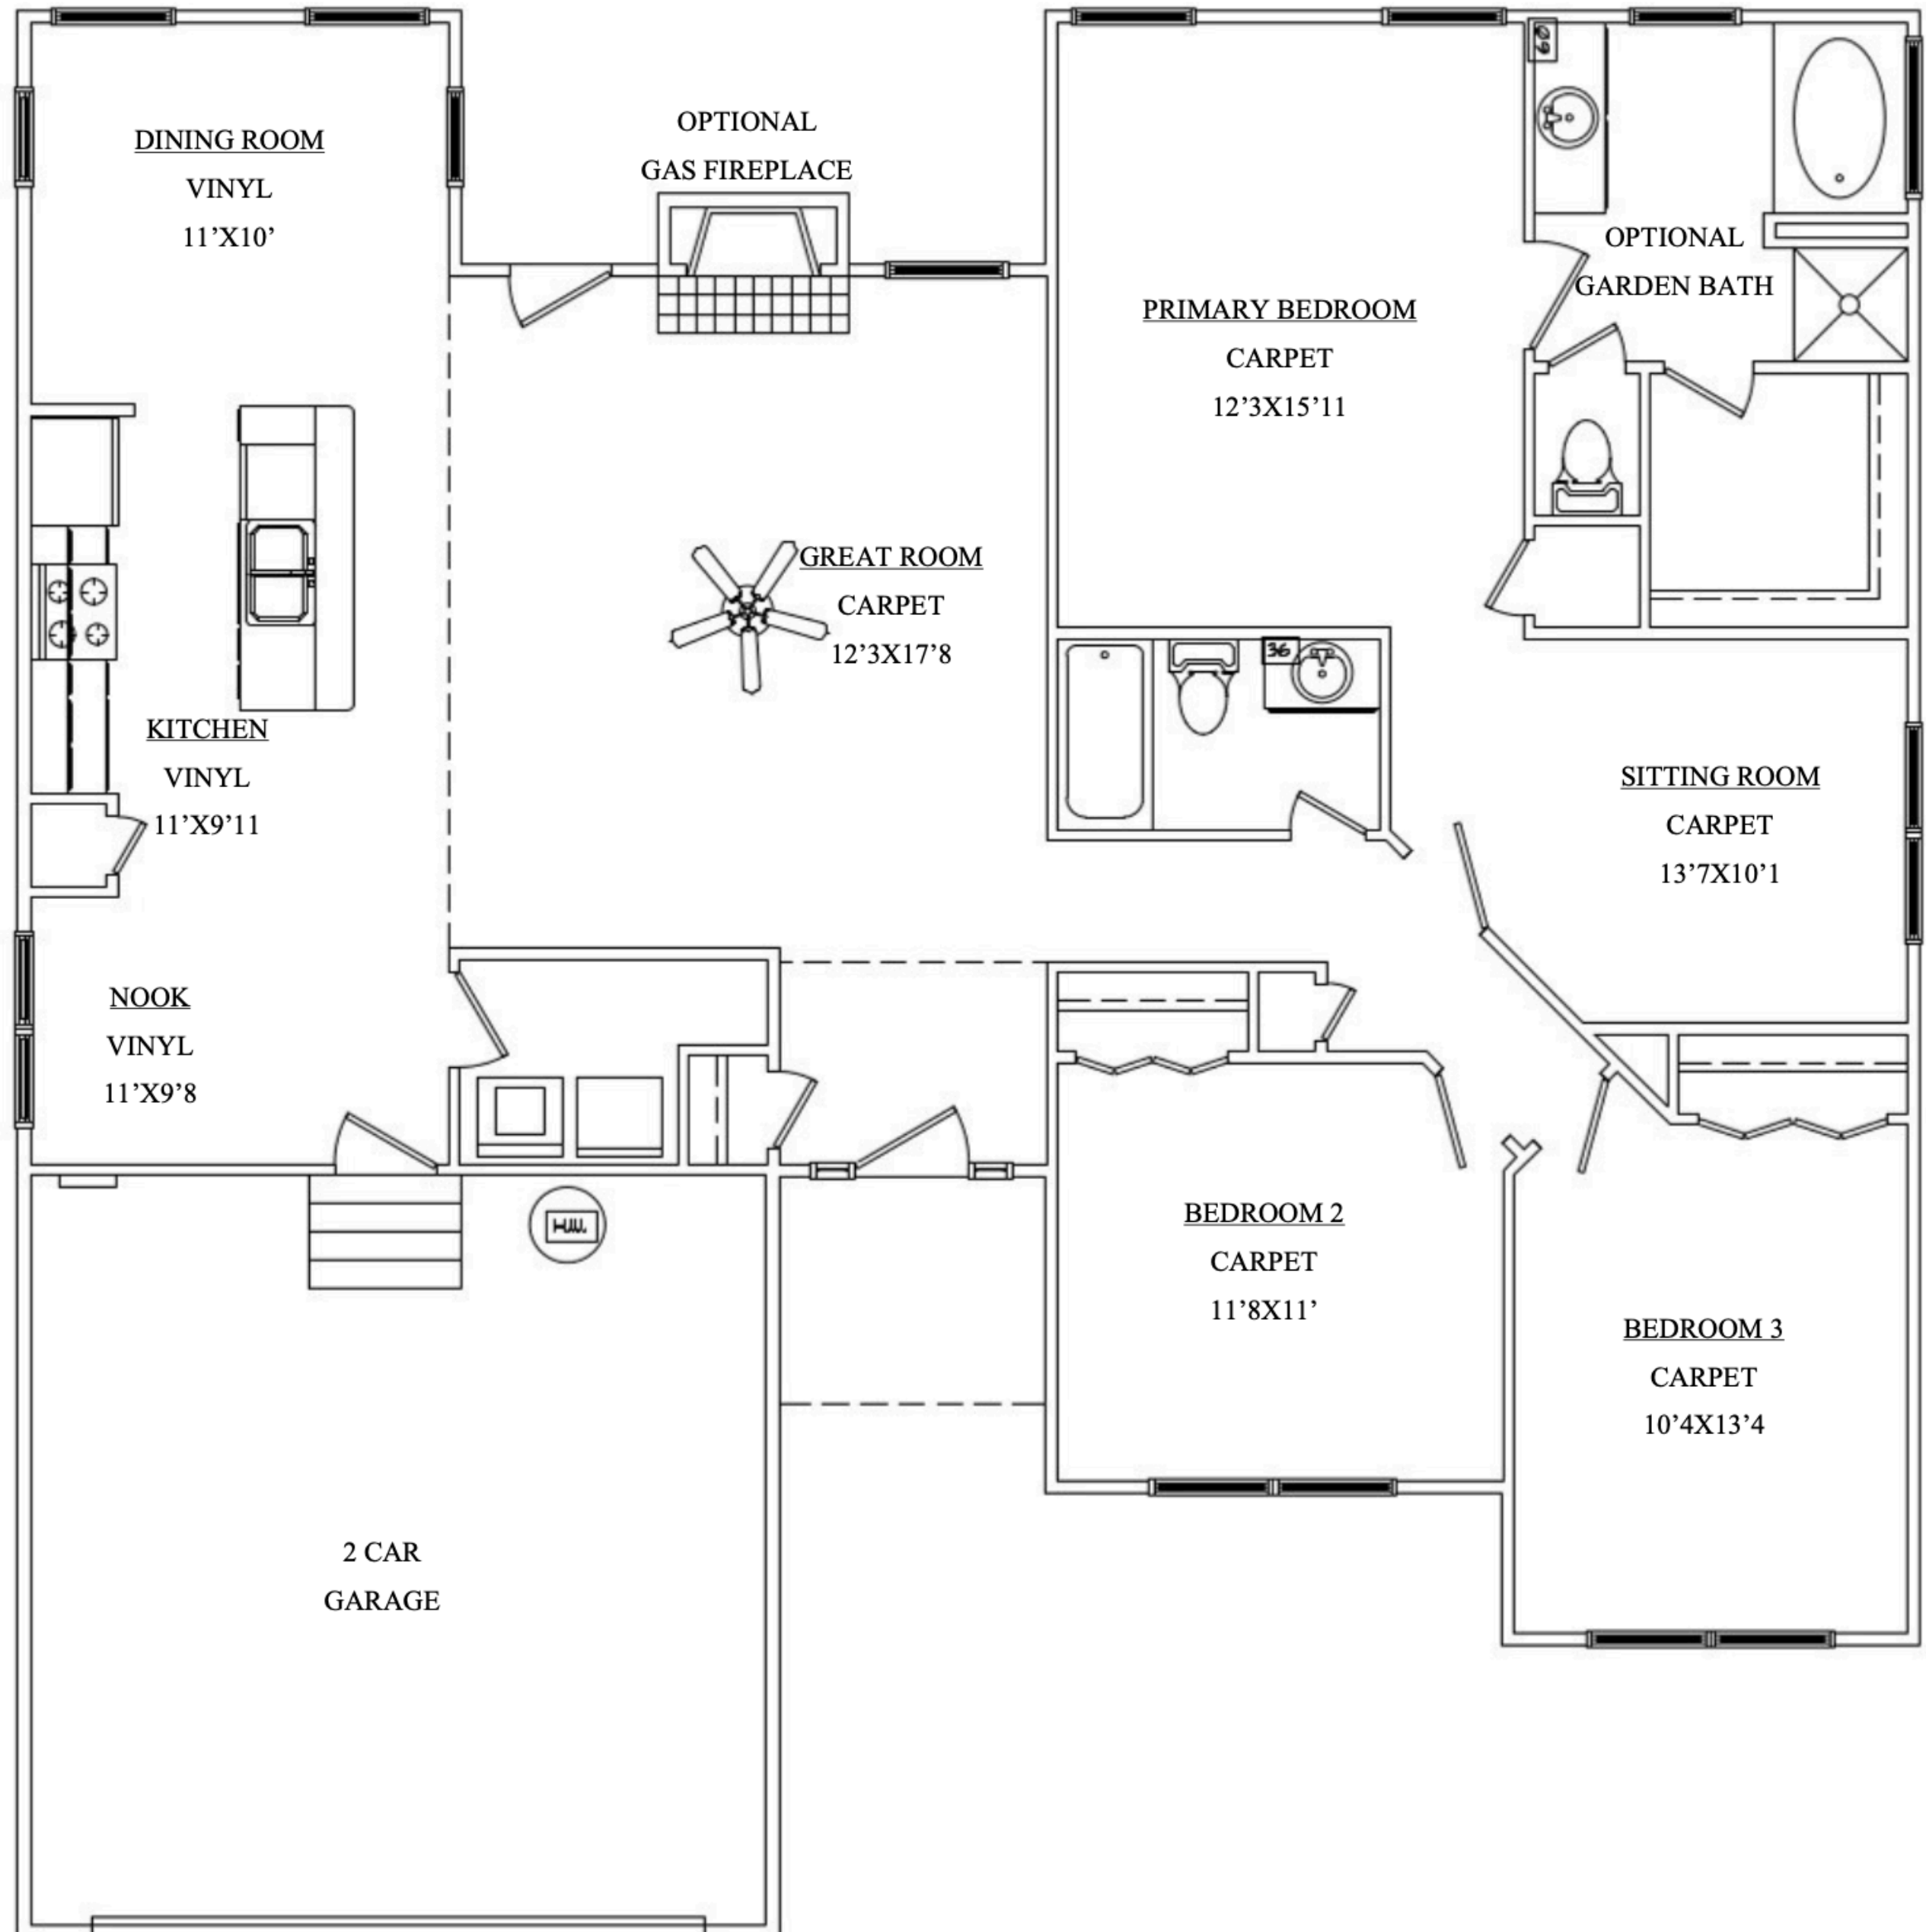 DINING ROOM
VINYL
11’X10’
OPTIONAL
GAS FIREPLACE
PRIMARY BEDROOM
CARPET
12’3X15’11
60
OPTIONAL
GARDEN BATH
GREAT ROOM
CARPET
12’3X17’8
36
KITCHEN
VINYL
11’X9’11
SITTING ROOM
CARPET
13’7X10’1
NOOK
VINYL
11’X9’8
H.W.
BEDROOM 2
CARPET
11’8X11’
BEDROOM 3
CARPET
10’4X13’4
2 CAR
GARAGE